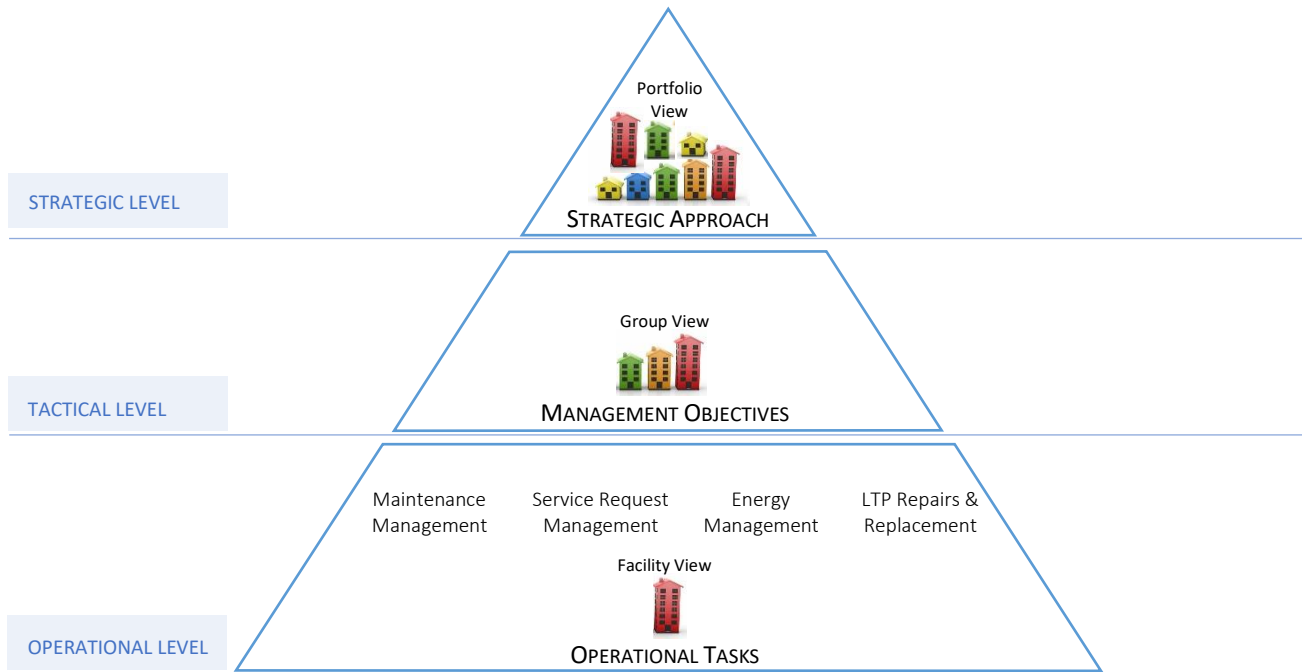 Portfolio
View
STRATEGIC LEVEL
STRATEGIC APPROACH
Group View
TACTICAL LEVEL
MANAGEMENT OBJECTIVES
Maintenance
Management
Service Request
Management
Energy
Management
LTP Repairs &
Replacement
Facility View
OPERATIONAL LEVEL
OPERATIONAL TASKS